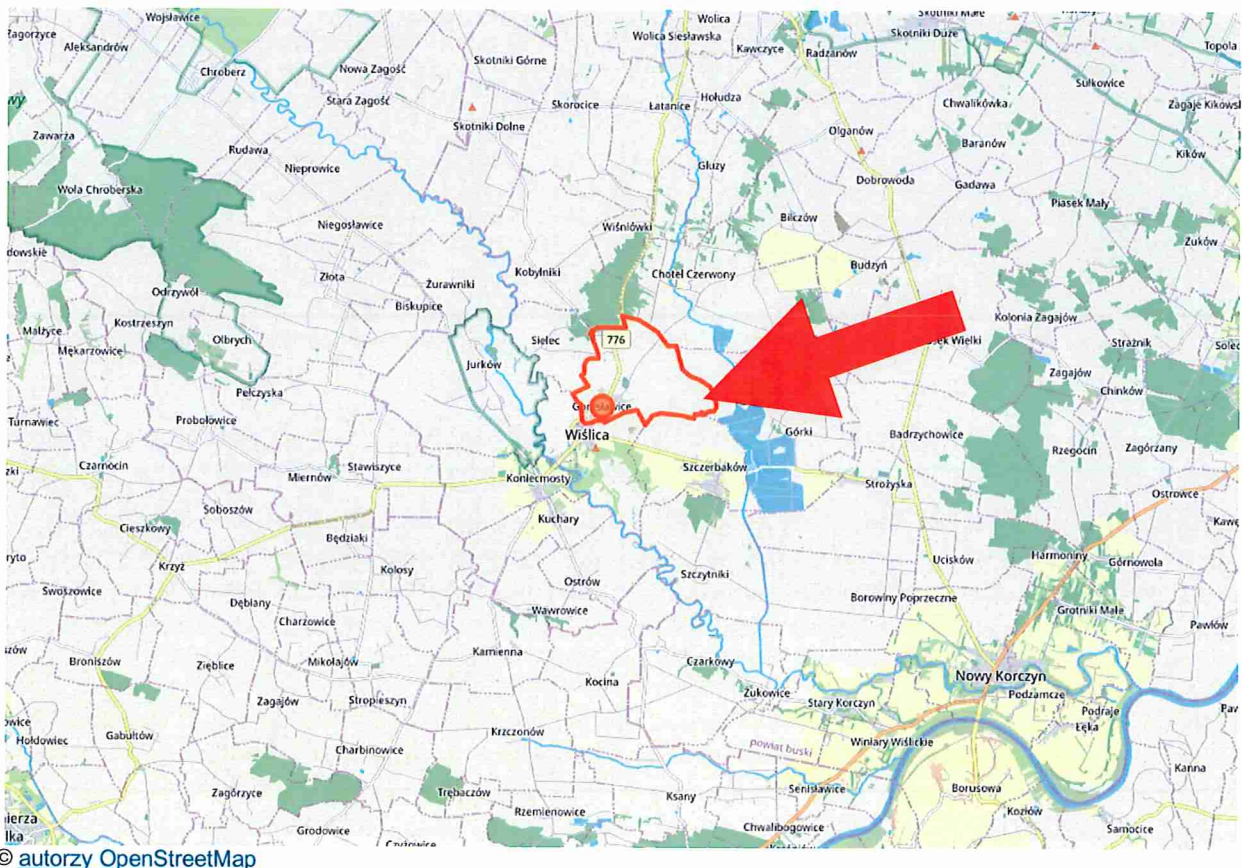 Wojsławice
Wolica
Skotniki Małe
Zagorzyce
Aleksandrów
Wolica Siesławska
Kawczyce
Radzanów
Skotniki Duże
Topola
Chroberz
Nowa Zagość
Skotniki Górne
Sułkowice
Stara Zagość
Skorocice
Łatanice
Hołudza
Chwalikówka
Zawarża
Skotniki Dolne
Olganów
Baranów
Rudawa
Nieprowice
Głuzy
Kików
Wola Chroberska
Dobrowoda
Gadawa
Niegosławice
Wiśniówki
Bilczów
Piasek Mały
Żuków
Złota
Kobylniki
Chotel Czerwony
Budzyń
Odrzywół
Żurawniki
Biskupice
Małżyce
Kostrzeszyn
Olbrych
Sielec
776
Kolonia Zagajów
Strażnik
Mękarzowice
Jurków
Zagajów
Pełczyska
Chinków
Turnawiec
Probołowice
Wiślica
Górki
Badrzychowice
Rzegocin
Zagórzany
Czarnocin
Miernów
Stawiszyce
Koniecmosty
Szczerbaków
Strożyska
Ostrowce
Cieszkowy
Soboszów
Kuchary
Będziaki
Krzyż
Kolosy
Ucisków
Harmoniny
Górnowola
Swoszowice
Dębiany
Ostrów
Szczytniki
Borowiny Poprzeczne
Charzowice
Wawrowice
Grotniki Małe
Pawłów
Broniszów
Zięblice
Mikołajów
Kamienna
Czarkowy
Nowy Korczyn
Zagajów
Stropieszyn
Kocina
Żukowice
Stary Korczyn
Podzamcze
Podraje
Łęka
Hołdowiec
Gabułtów
Krzczonów
Charbinowice
powiat buski
Winiary Wiślickie
Kanna
Zagórzyce
Trębaczów
Ksany
Senisławice
Borusowa
Rzemienowice
Kozłów
Grodowice
Chwalibogowice
Samocice
© autorzy OpenStreetMap